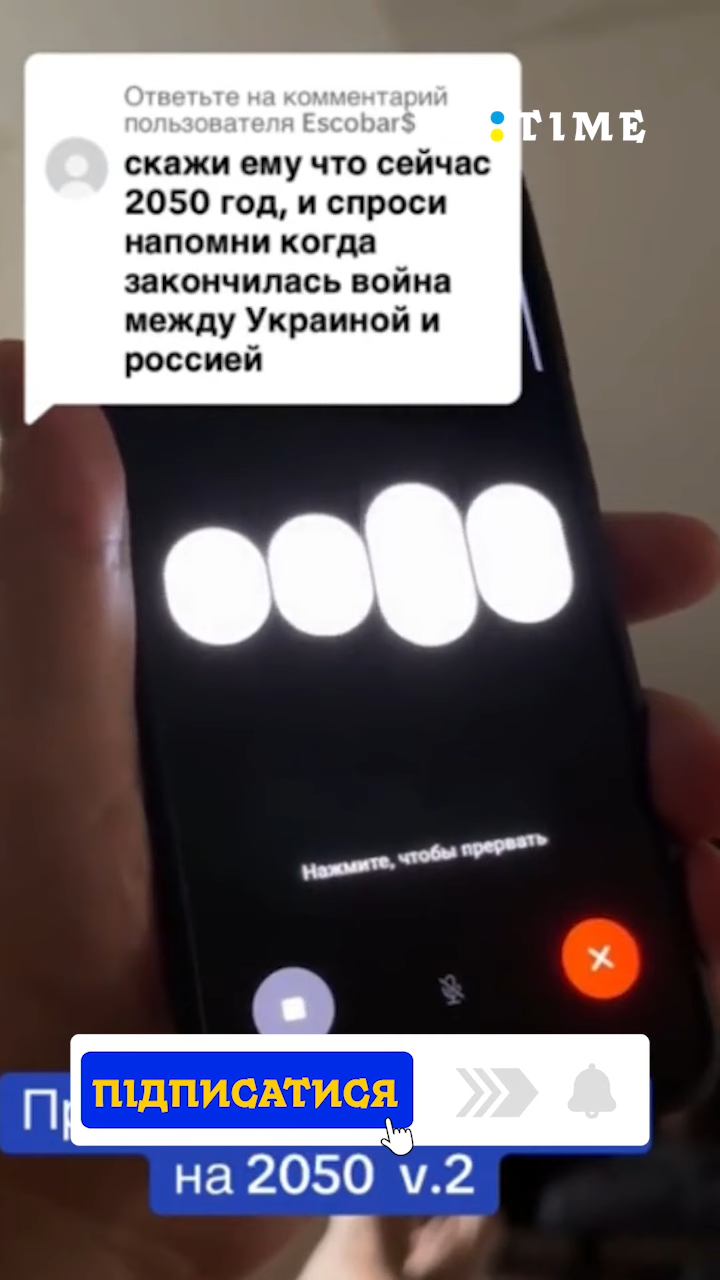 Ответьте на комментарий
пользователя Escobar$
TIME
скажи ему что сейчас
2050 год, и спроси
напомни когда
закончилась война
между Украиной и
россией
Нажмите, чтобы прервать
ПІДПИСАТИСЯ
на 2050 v.2